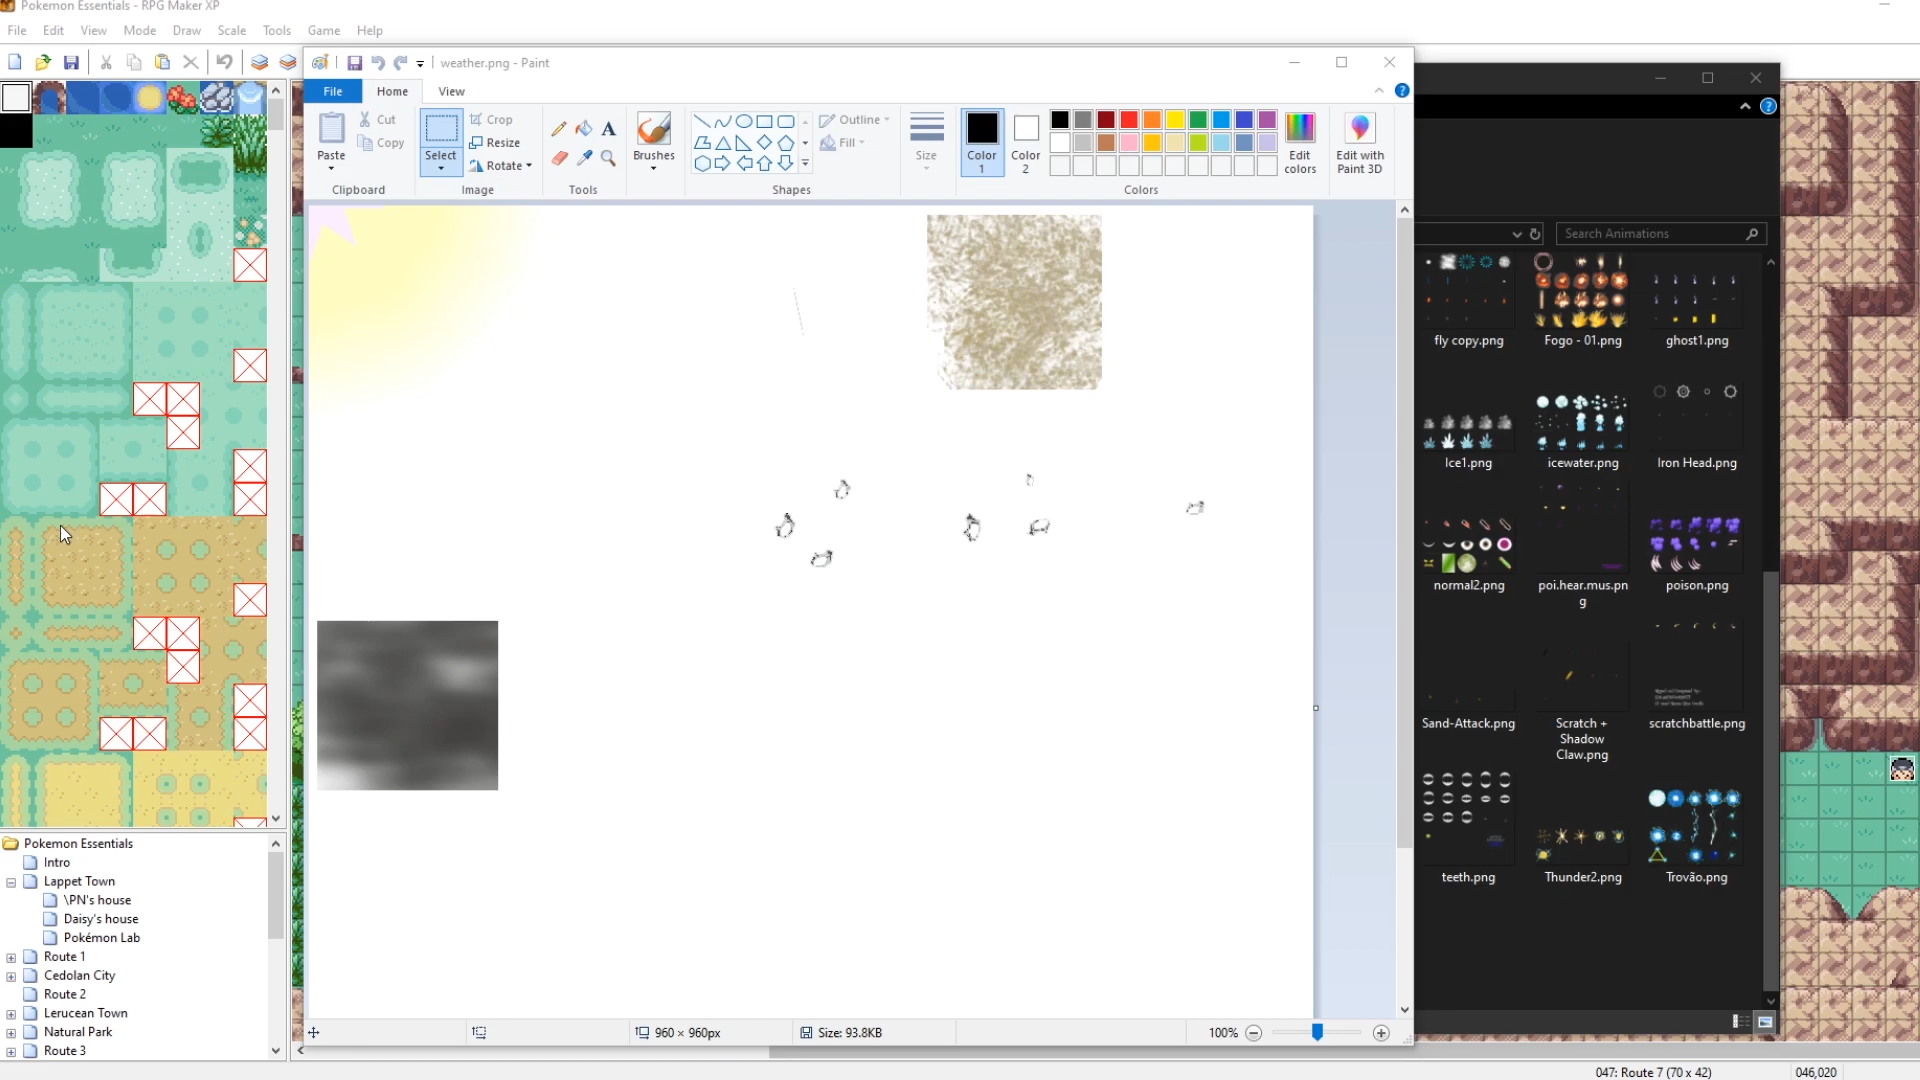 Pokemon Essentials - RPG Maker XP
File Edit View Mode Draw Scale Tools Game Help
weather.png - Paint
File Home View
Paste
Cut
Copy
Clipboard
Select
Crop
Resize
Rotate
Image
Tools
Brushes
Shapes
Outline
Fill
Size
Color 1
Color 2
Colors
Edit colors
Edit with Paint 3D
Search Animations
fly copy.png
Fogo - 01.png
ghost1.png
Ice1.png
icewater.png
Iron Head.png
normal2.png
poi.hear.mus.pn
g
poison.png
Sand-Attack.png
Scratch +
Shadow
Claw.png
scratchbattle.png
teeth.png
Thunder2.png
Trovão.png
Pokemon Essentials
Intro
Lappet Town
\PN's house
Daisy's house
Pokémon Lab
Route 1
Cedolan City
Route 2
Lerucean Town
Natural Park
Route 3
960 × 960px
Size: 93.8KB
100%
047: Route 7 (70 x 42)
046,020